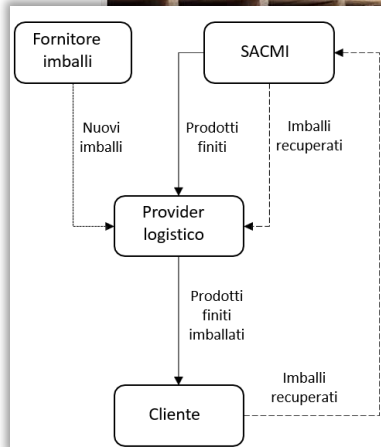 Fornitore
imballi
SACMI
Nuovi
imballi
Prodotti
finiti
Imballi
recuperati
Provider
logistico
Prodotti
finiti
imballati
Imballi
recuperati
Cliente